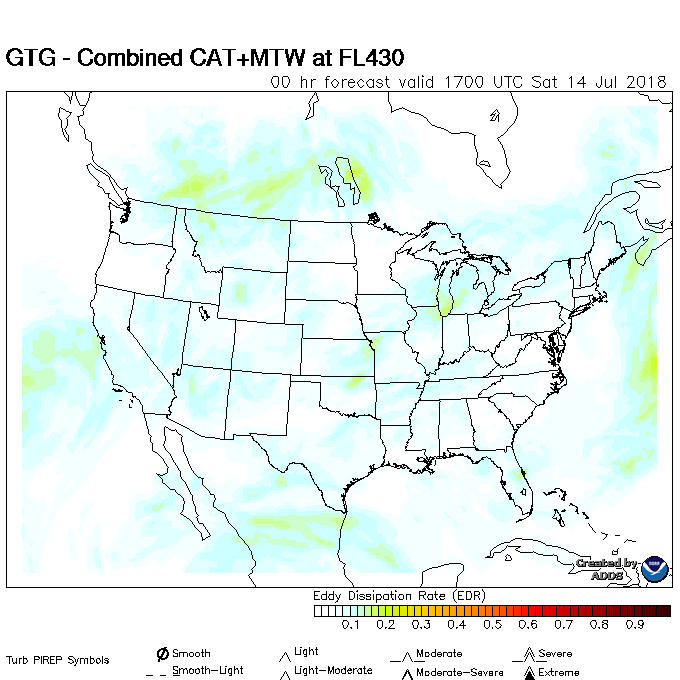 GTG - Combined CAT+MTW at FL430
00 hr forecast valid 1700 UTC Sat 14 Jul 2018
Created by
ADDS
Eddy Dissipation Rate (EDR)
0.1 0.2 0.3 0.4 0.5 0.6 0.7 0.8 0.9
Turb PIREP Symbols
Smooth Light Moderate Severe
Smooth-Light Light-Moderate Moderate-Severe Extreme